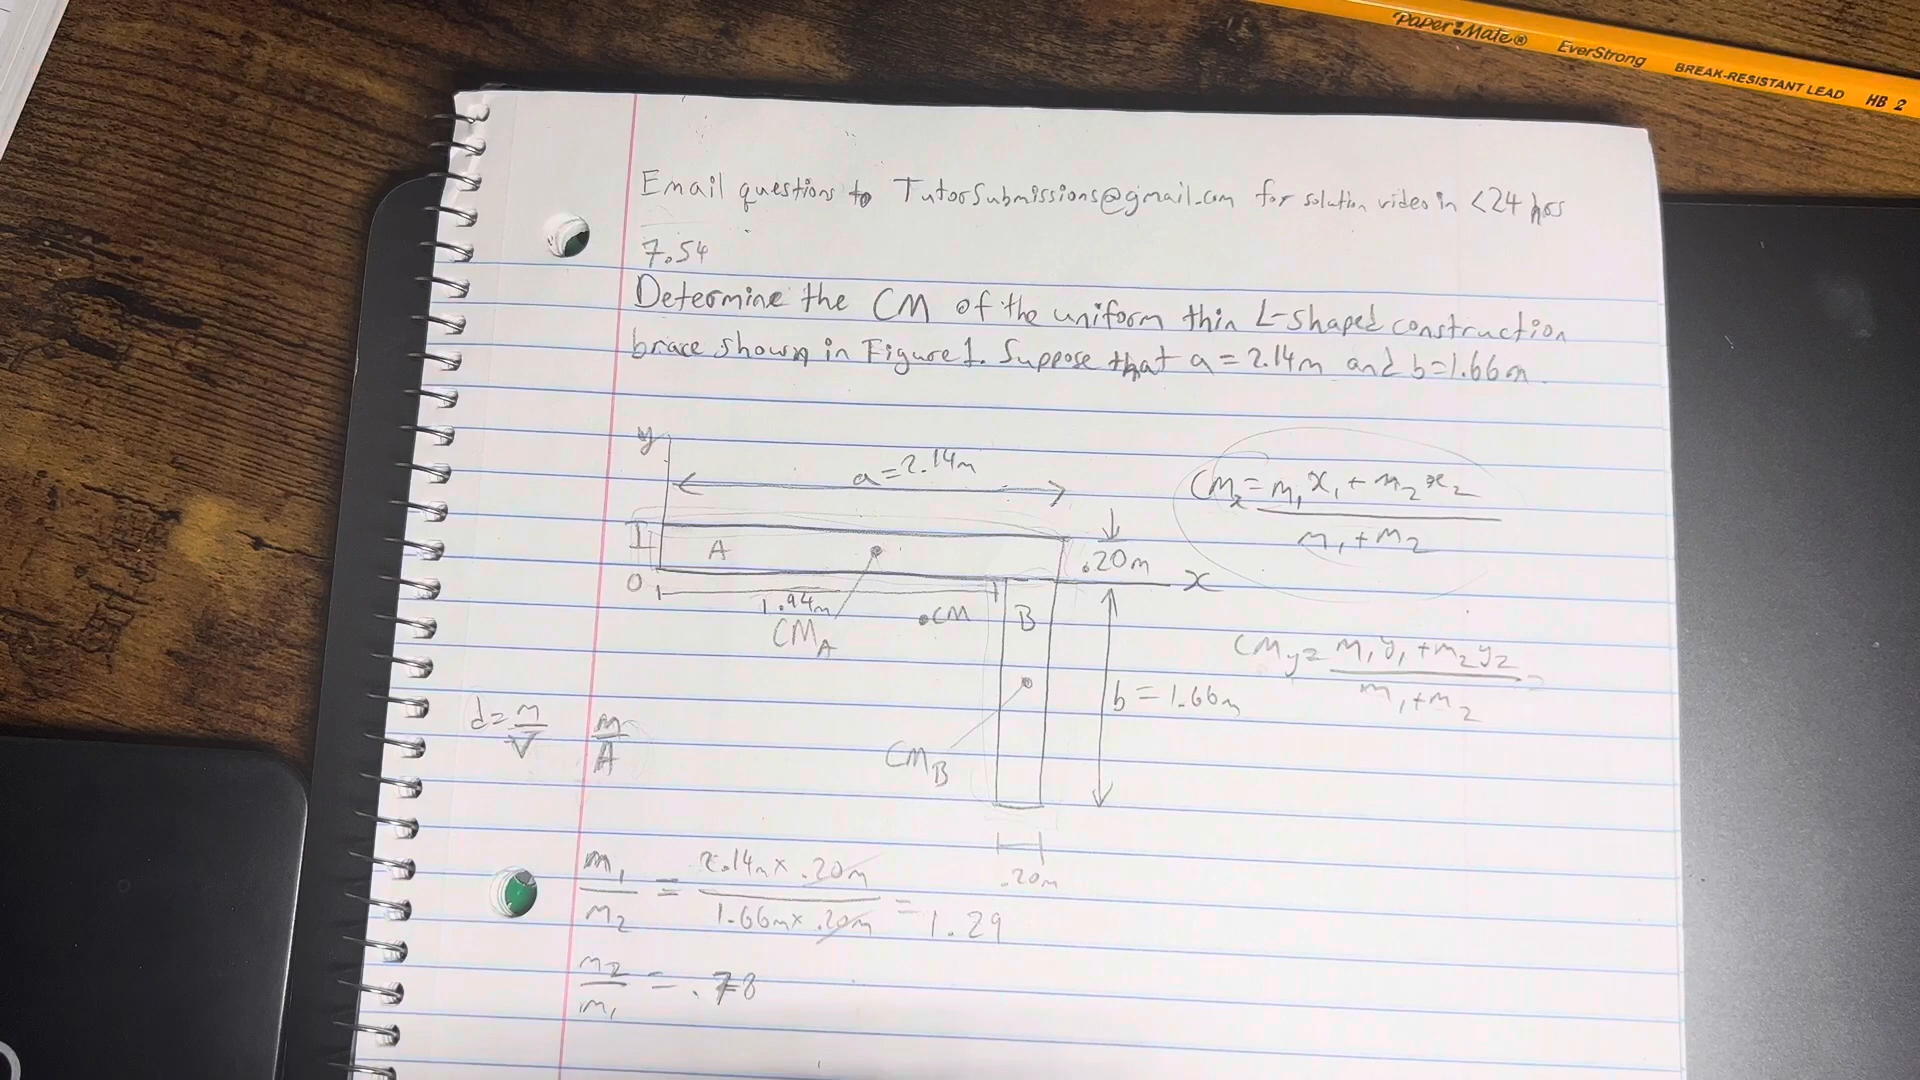 Paper Mate® EverStrong BREAK-RESISTANT LEAD HB 2
Email questions to TutorSubmissions@gmail.com for solution video in <24 hrs
7.54
Determine the CM of the uniform thin L-shaped construction
brace shown in Figure 1. Suppose that a = 2.14m and b=1.66m.
y
a=2.14m
CMx = m1x1 + m2x2
m1+m2
A
.20m
O
x
1.94m
.CM
B
CMA
CMy = m1y1+m2y2 =
m1+m2
b = 1.66m
d = m/V m/A
CMB
.20m
m1/m2 = 2.14m x .20m / 1.66m x .20m = 1.29
m2/m1 = .78